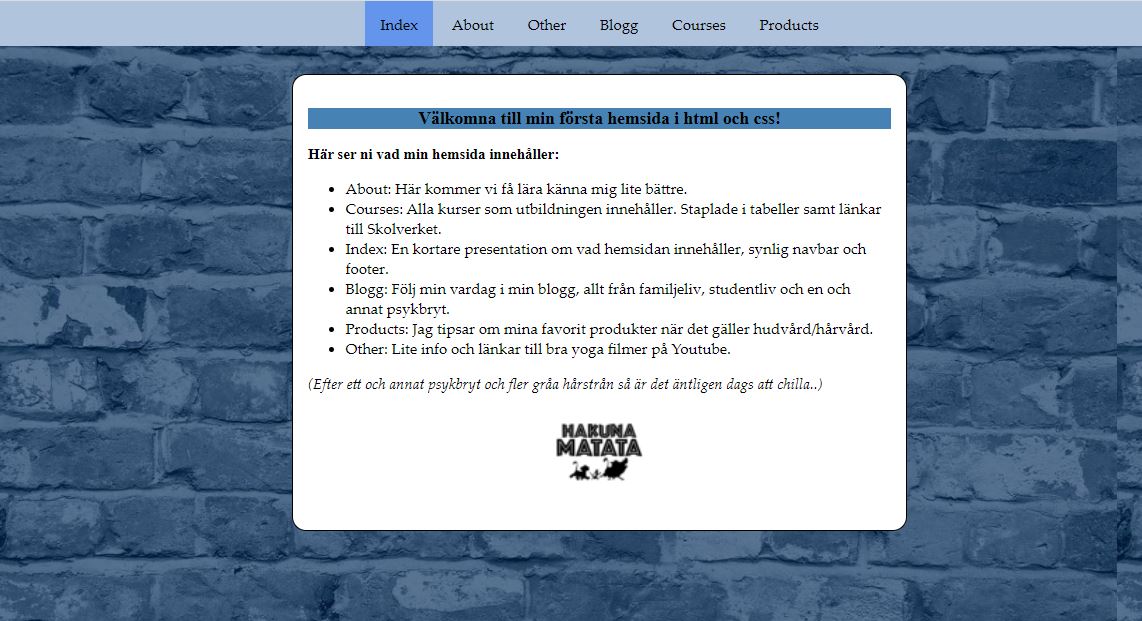 Index About Other Blogg Courses Products
Välkomna till min första hemsida i html och css!
Här ser ni vad min hemsida innehåller:
• About: Här kommer vi få lära känna mig lite bättre.
• Courses: Alla kurser som utbildningen innehåller. Staplade i tabeller samt länkar
till Skolverket.
• Index: En kortare presentation om vad hemsidan innehåller, synlig navbar och
footer.
• Blogg: Följ min vardag i min blogg, allt från familjeliv, studentliv och en och
annat psykbryt.
• Products: Jag tipsar om mina favorit produkter när det gäller hudvård/hårvård.
• Other: Lite info och länkar till bra yoga filmer på Youtube.
(Efter ett och annat psykbryt och fler gråa hårstrån så är det äntligen dags att chilla..)
HAKUNA
MATATA